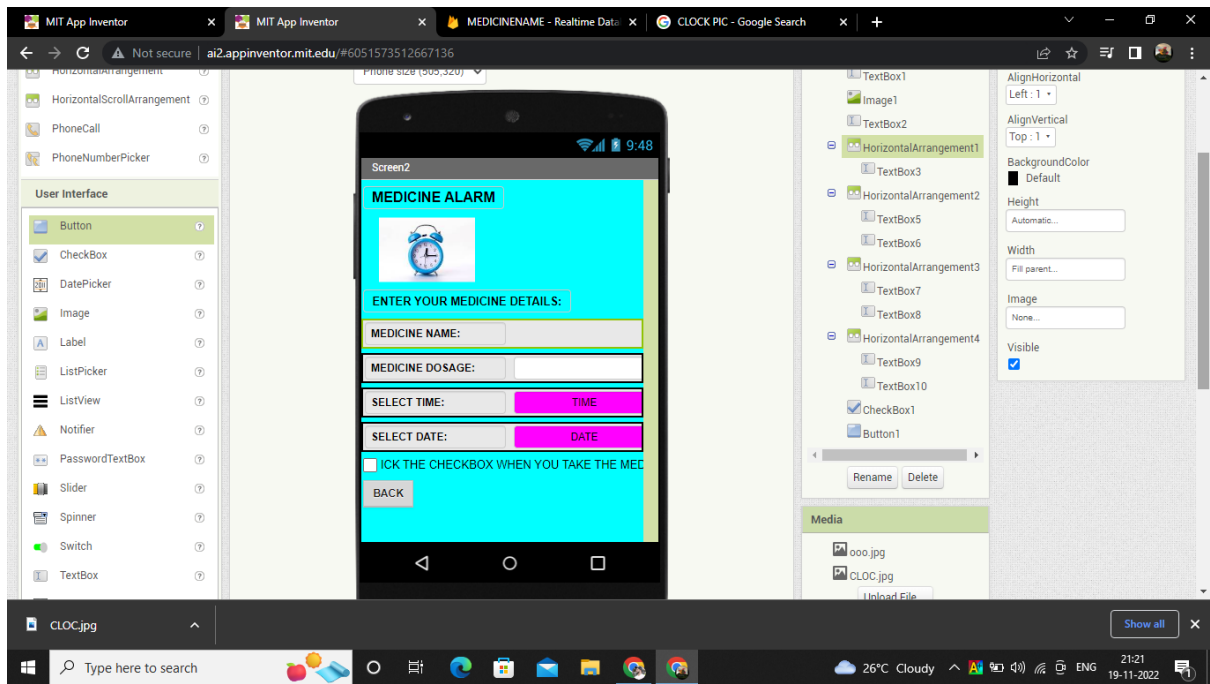 MIT App Inventor
MIT App Inventor
MEDICINENAME - Realtime Data
CLOCK PIC - Google Search
Not secure
ai2.appinventor.mit.edu/#6051573512667136
HorizontalArrangement
HorizontalScrollArrangement
PhoneCall
PhoneNumberPicker
User Interface
Button
CheckBox
DatePicker
Image
Label
ListPicker
ListView
Notifier
PasswordTextBox
Slider
Spinner
Switch
TextBox
Phone size (505,320)
9:48
Screen2
MEDICINE ALARM
ENTER YOUR MEDICINE DETAILS:
MEDICINE NAME:
MEDICINE DOSAGE:
SELECT TIME:
TIME
SELECT DATE:
DATE
ICK THE CHECKBOX WHEN YOU TAKE THE MED
BACK
TextBox1
Image1
TextBox2
HorizontalArrangement1
TextBox3
HorizontalArrangement2
TextBox5
TextBox6
HorizontalArrangement3
TextBox7
TextBox8
HorizontalArrangement4
TextBox9
TextBox10
CheckBox1
Button1
Rename
Delete
Media
ooo.jpg
CLOC.jpg
Upload File ...
AlignHorizontal
Left : 1
AlignVertical
Top : 1
BackgroundColor
Default
Height
Automatic...
Width
Fill parent...
Image
None...
Visible
CLOC.jpg
Show all
Type here to search
26°C Cloudy
ENG
21:21
19-11-2022
1